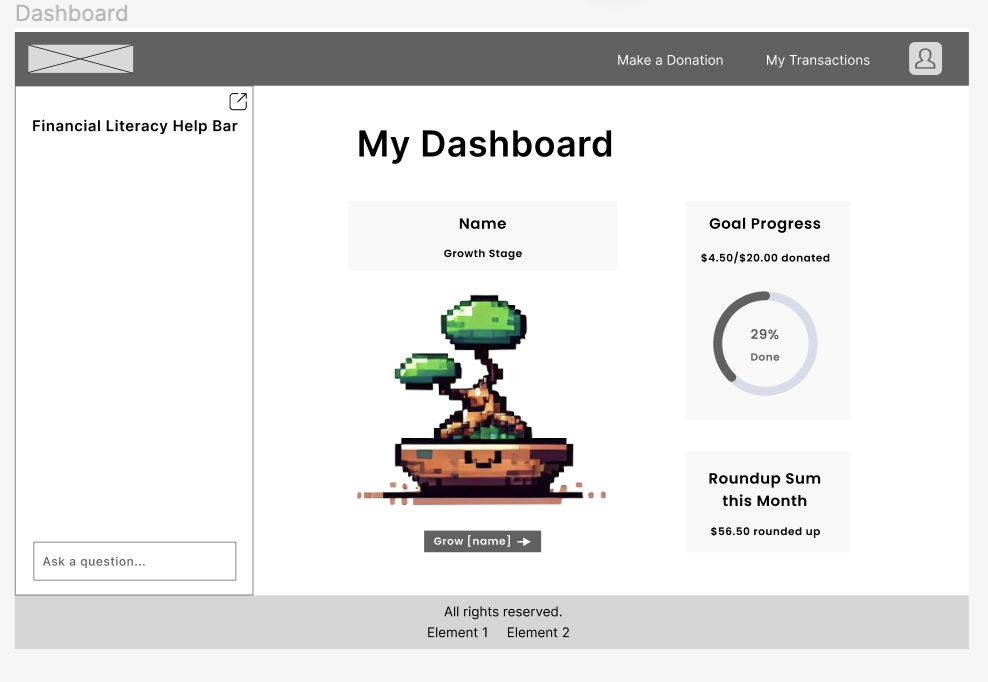 Dashboard
Make a Donation
My Transactions
Financial Literacy Help Bar
My Dashboard
Name
Growth Stage
Goal Progress
$4.50/$20.00 donated
29%
Done
Roundup Sum
this Month
$56.50 rounded up
Grow [name]
Ask a question...
All rights reserved.
Element 1
Element 2